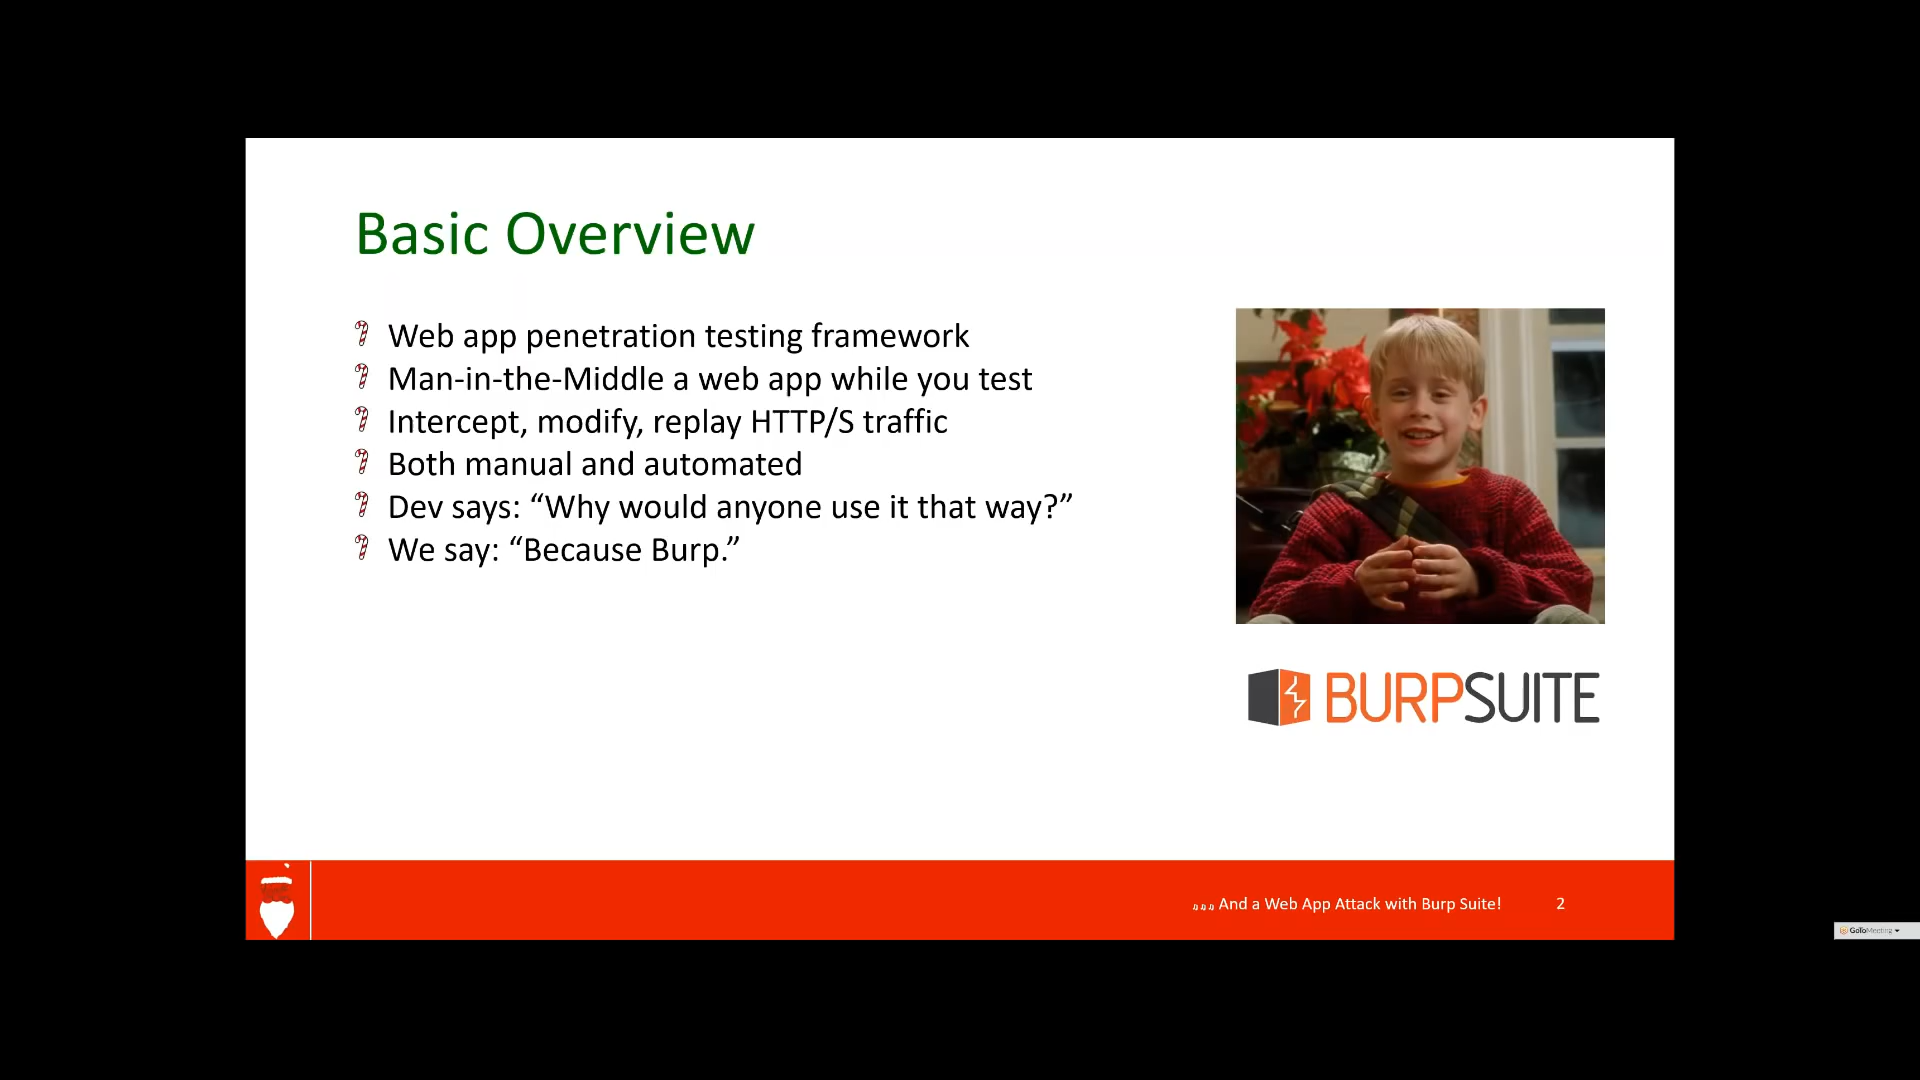 Basic Overview
Web app penetration testing framework
Man-in-the-Middle a web app while you test
Intercept, modify, replay HTTP/S traffic
Both manual and automated
Dev says: “Why would anyone use it that way?”
We say: “Because Burp.”
BURPSUITE
♫♫♫ And a Web App Attack with Burp Suite!
2
GoToMeeting